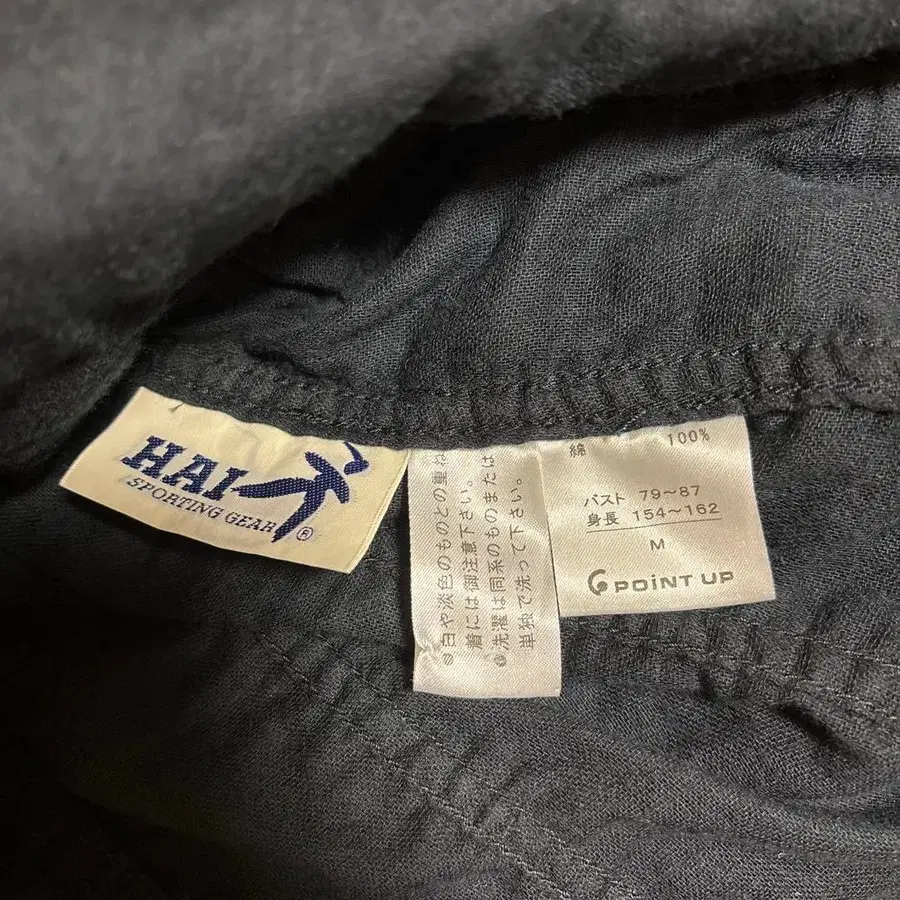 HAI
SPORTING GEAR
®
●白や淡色のものとの重ね
着には御注意下さい。
●洗濯は同系のものまたは
単独で洗って下さい。
綿 100%
バスト 79～87
身長 154～162
M
POINT UP